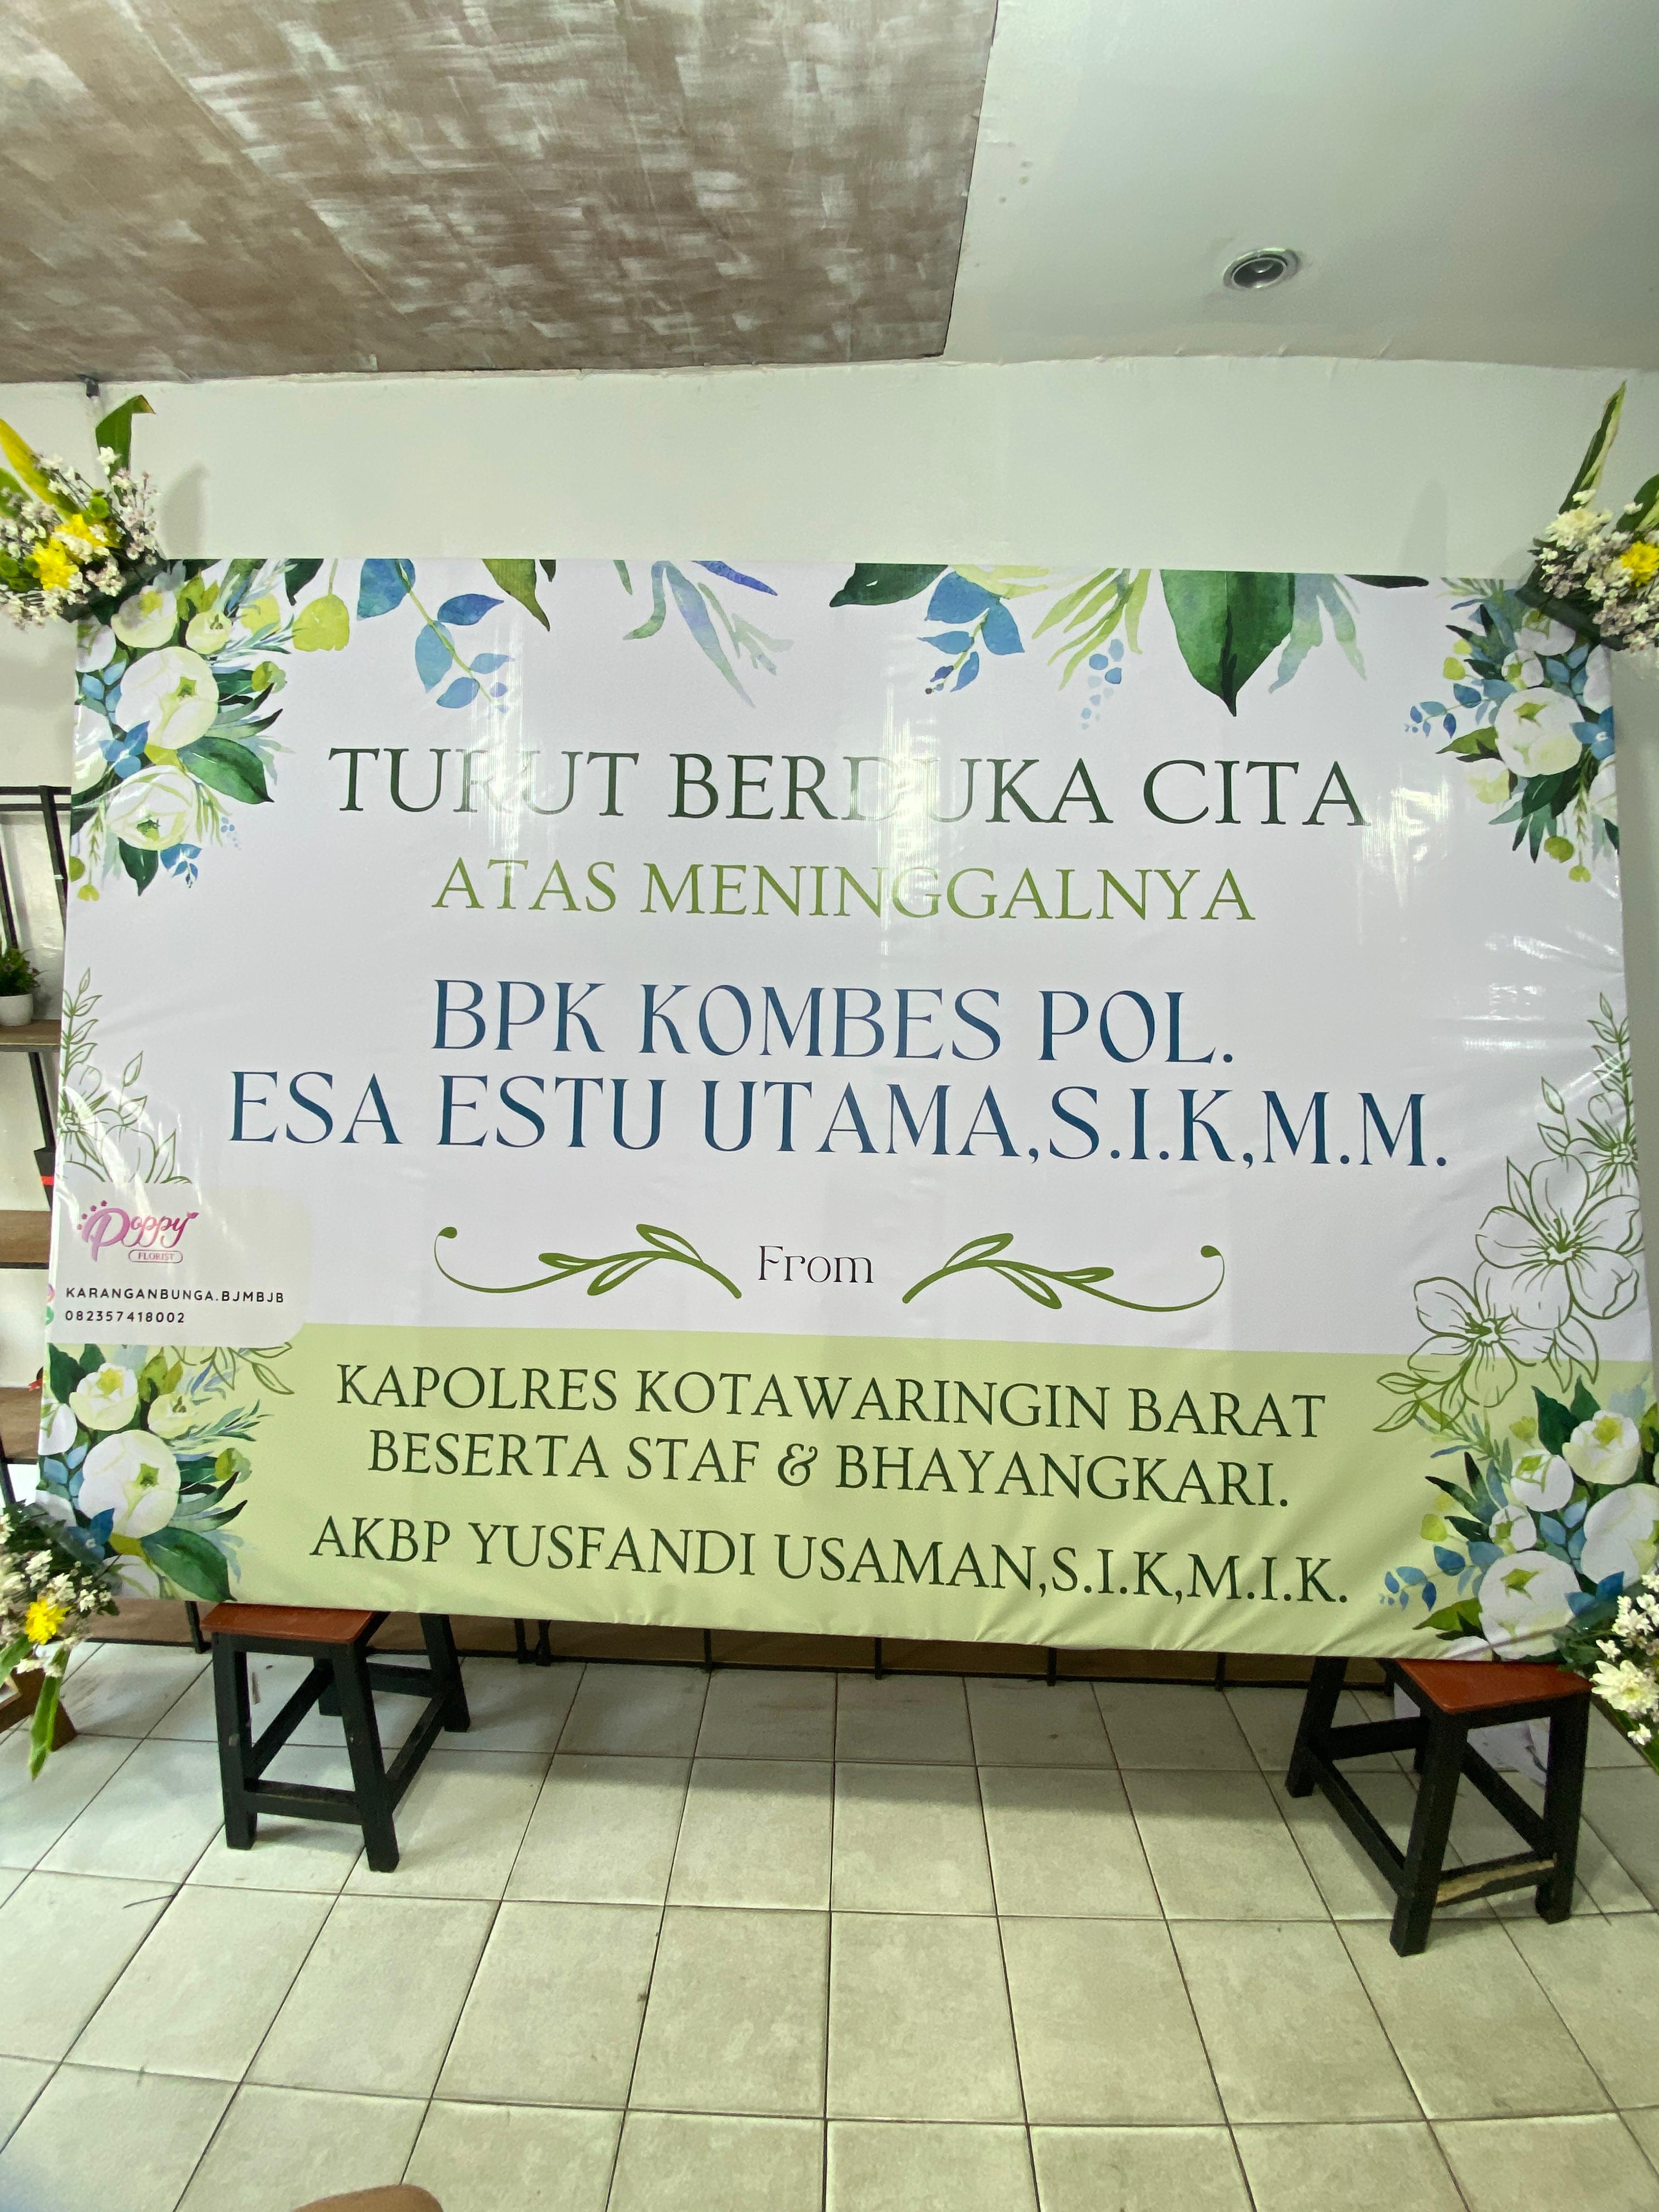 TURUT BERDUKA CITA
ATAS MENINGGALNYA
BPK KOMBES POL.
ESA ESTU UTAMA,S.I.K,M.M.
Poppy
FLORIST
KARANGANBUNGA.BJMBJB
082357418002
From
KAPOLRES KOTAWARINGIN BARAT
BESERTA STAF & BHAYANGKARI.
AKBP YUSFANDI USAMAN,S.I.K,M.I.K.